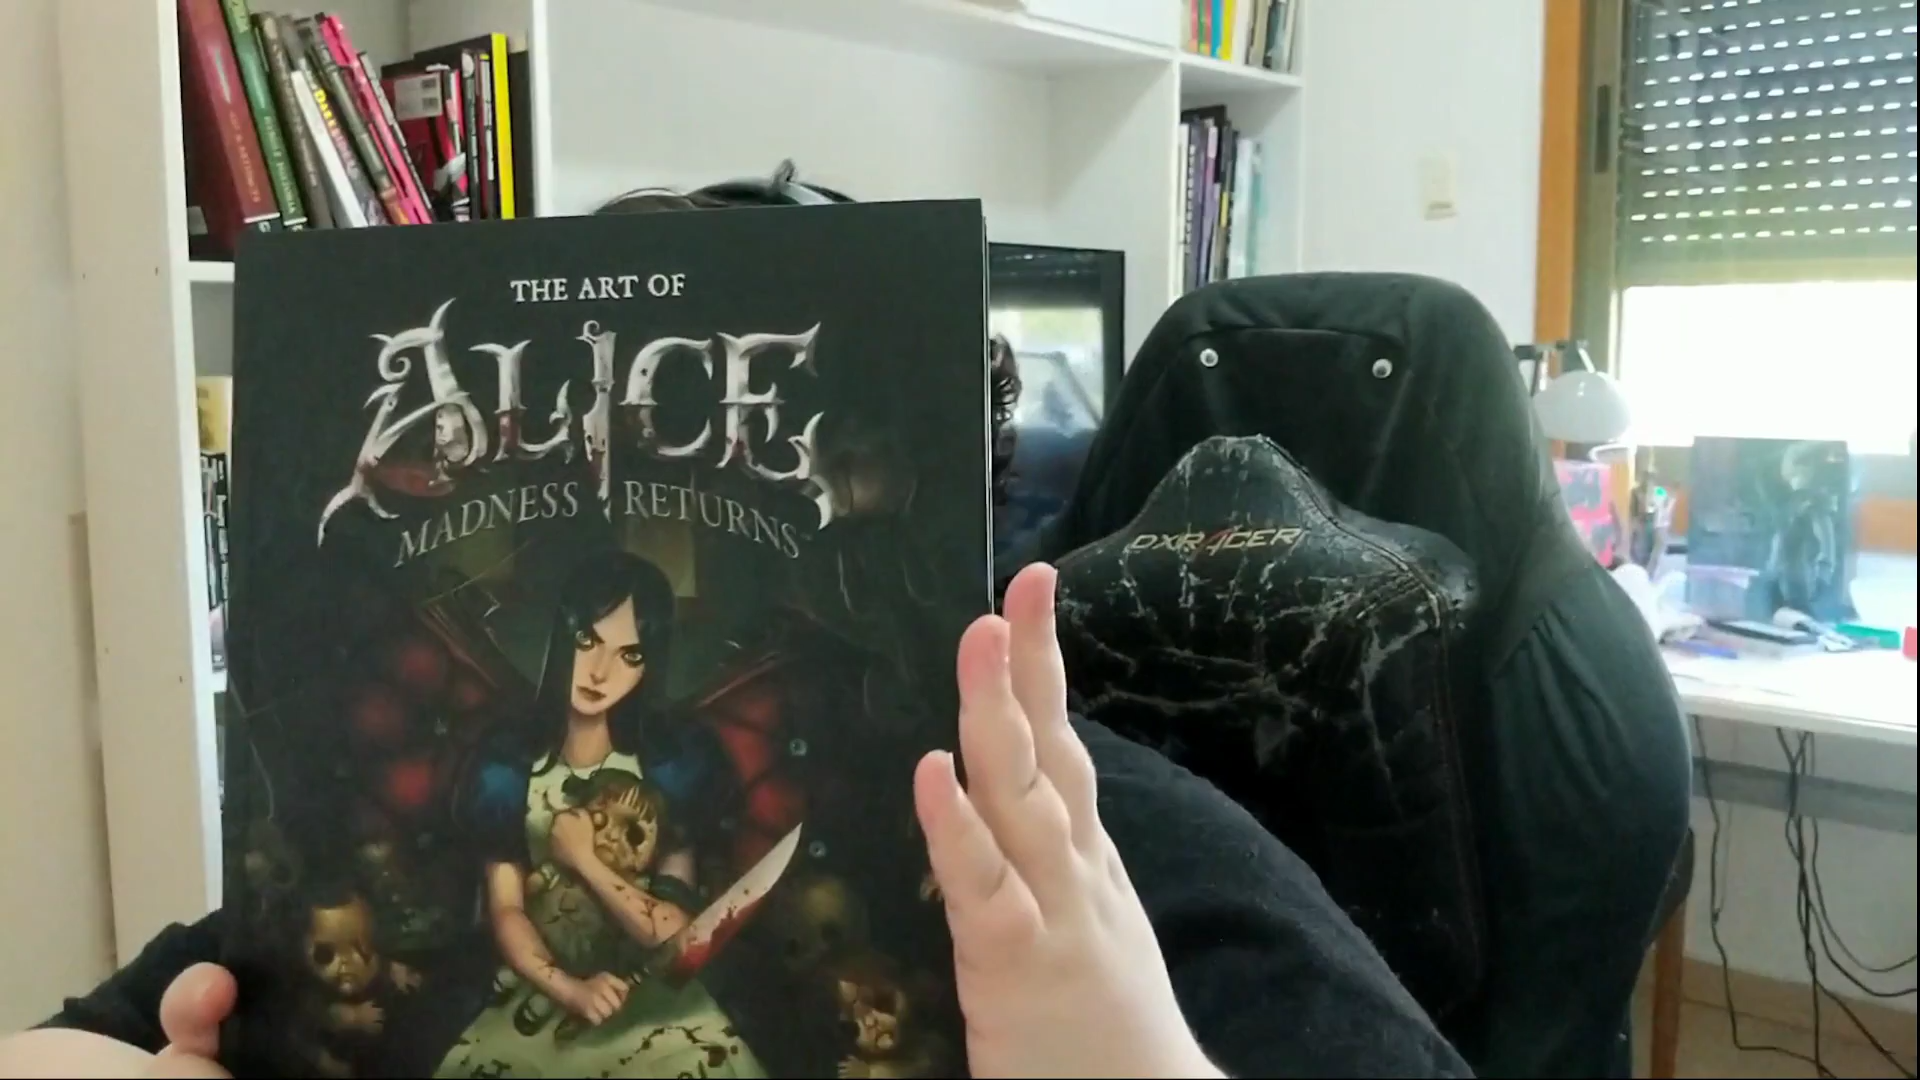 THE ART OF
ALICE
MADNESS RETURNS
DXRACER